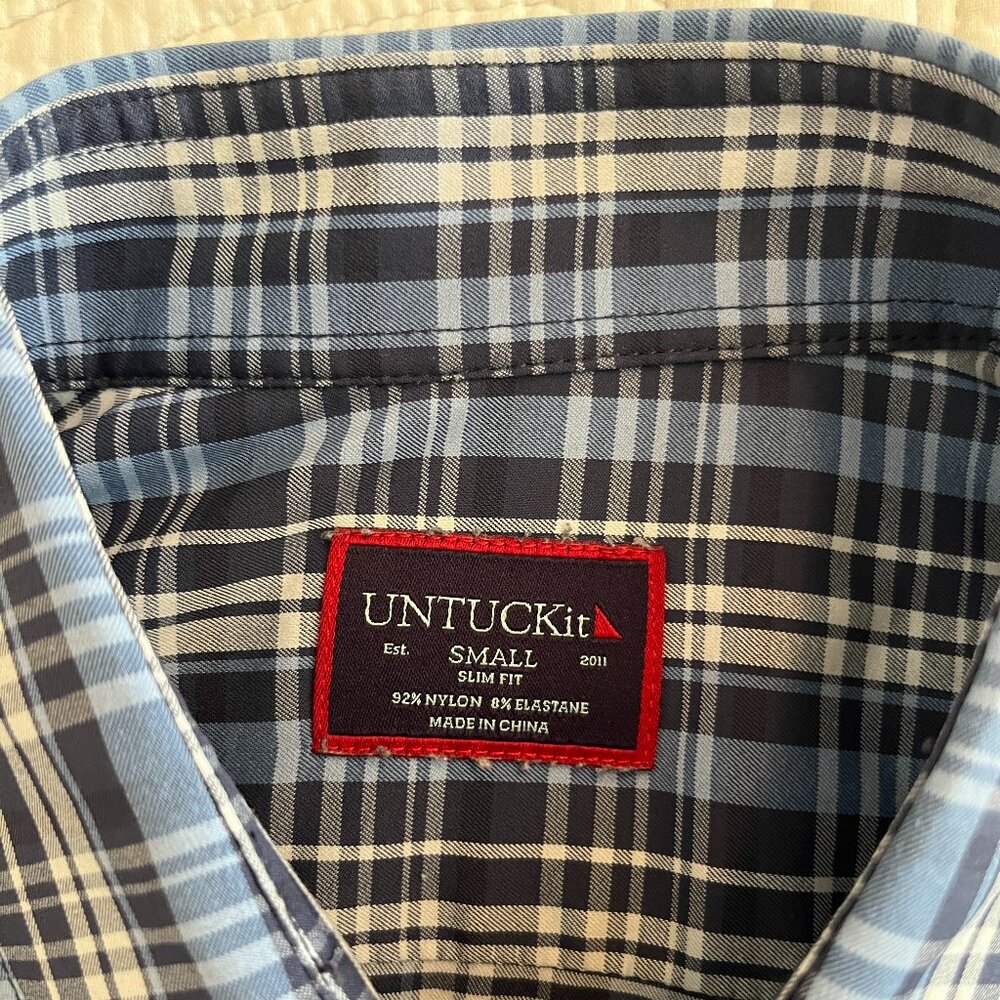 UNTUCKit
Est. SMALL 2011
SLIM FIT
92% NYLON 8% ELASTANE
MADE IN CHINA